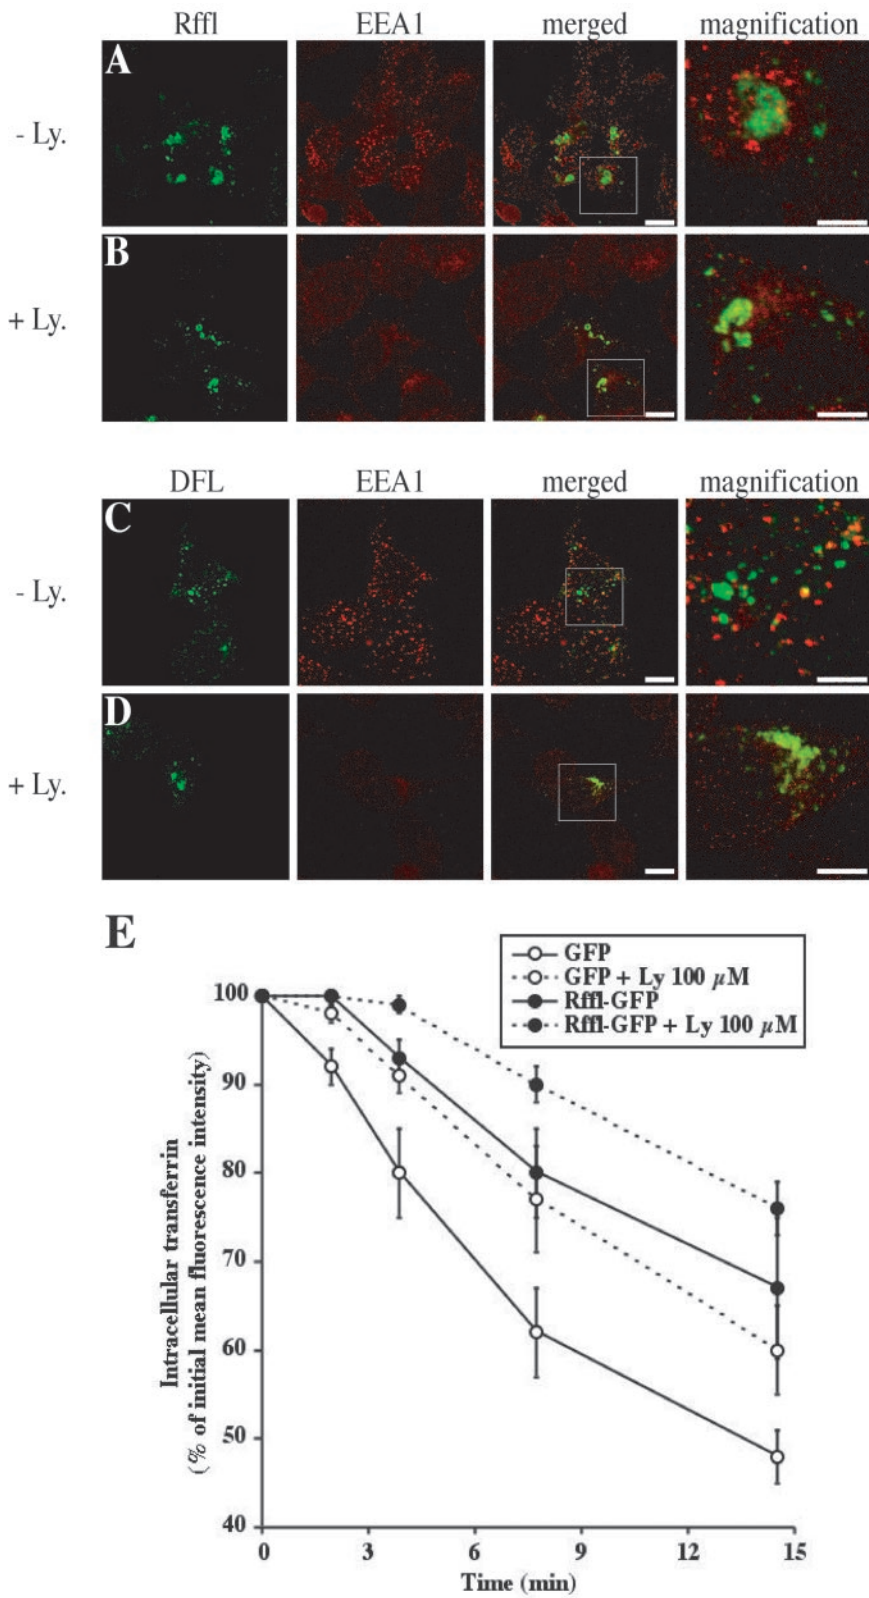 Rffl EEA1 merged magnification
A
- Ly.
B
+ Ly.
DFL EEA1 merged magnification
C
- Ly.
D
+ Ly.
E
GFP
GFP + Ly 100 µM
Rffl-GFP
Rffl-GFP + Ly 100 µM
Intracellular transferrin
(% of initial mean fluorescence intensity)
100
90
80
70
60
50
40
0 3 6 9 12 15
Time (min)